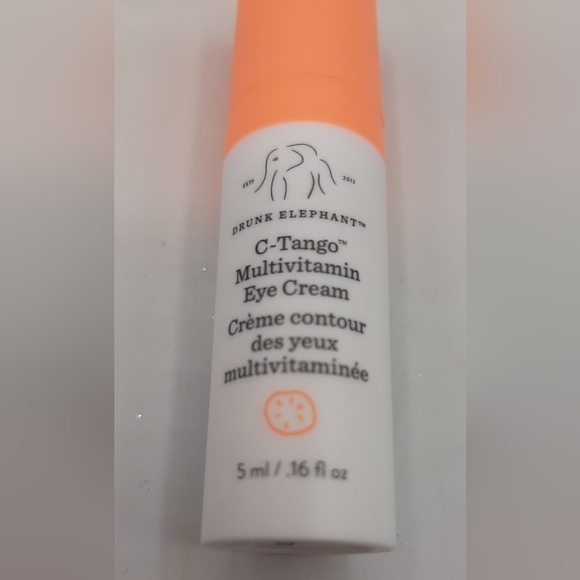 ESTD 2012
DRUNK ELEPHANT™
C-Tango™
Multivitamin
Eye Cream
Crème contour
des yeux
multivitaminée
5 ml / .16 fl oz